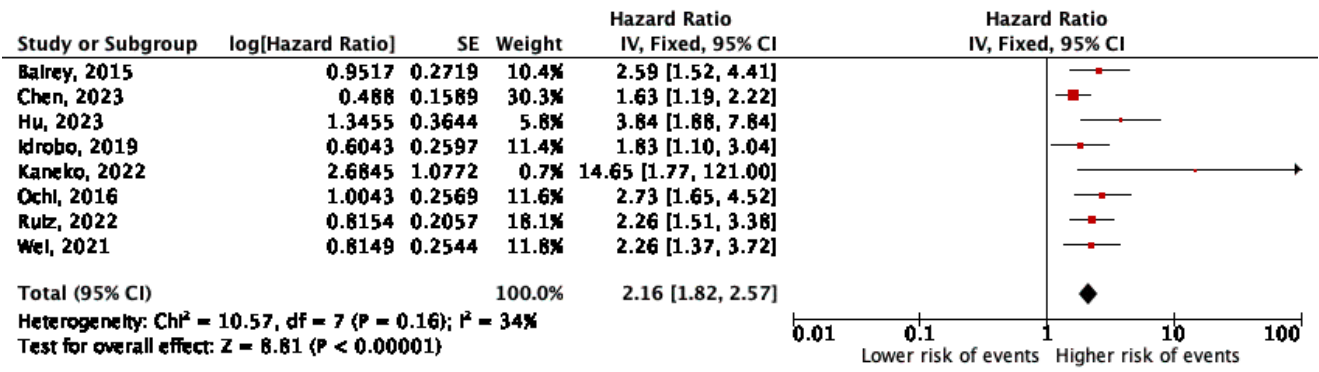 Hazard Ratio Hazard Ratio
Study or Subgroup log[Hazard Ratio] SE Weight IV, Fixed, 95% CI IV, Fixed, 95% CI
Bairey, 2015 0.9517 0.2719 10.4% 2.59 [1.52, 4.41]
Chen, 2023 0.488 0.1589 30.3% 1.63 [1.19, 2.22]
Hu, 2023 1.3455 0.3644 5.8% 3.84 [1.88, 7.84]
Idrobo, 2019 0.6043 0.2597 11.4% 1.83 [1.10, 3.04]
Kaneko, 2022 2.6845 1.0772 0.7% 14.65 [1.77, 121.00]
Ochi, 2016 1.0043 0.2569 11.6% 2.73 [1.65, 4.52]
Ruiz, 2022 0.8154 0.2057 18.1% 2.26 [1.51, 3.38]
Wei, 2021 0.8149 0.2544 11.8% 2.26 [1.37, 3.72]
Total (95% CI) 100.0% 2.16 [1.82, 2.57]
Heterogeneity: Chi² = 10.57, df = 7 (P = 0.16); I² = 34%
Test for overall effect: Z = 8.81 (P < 0.00001)
0.01 0.1 1 10 100
Lower risk of events Higher risk of events